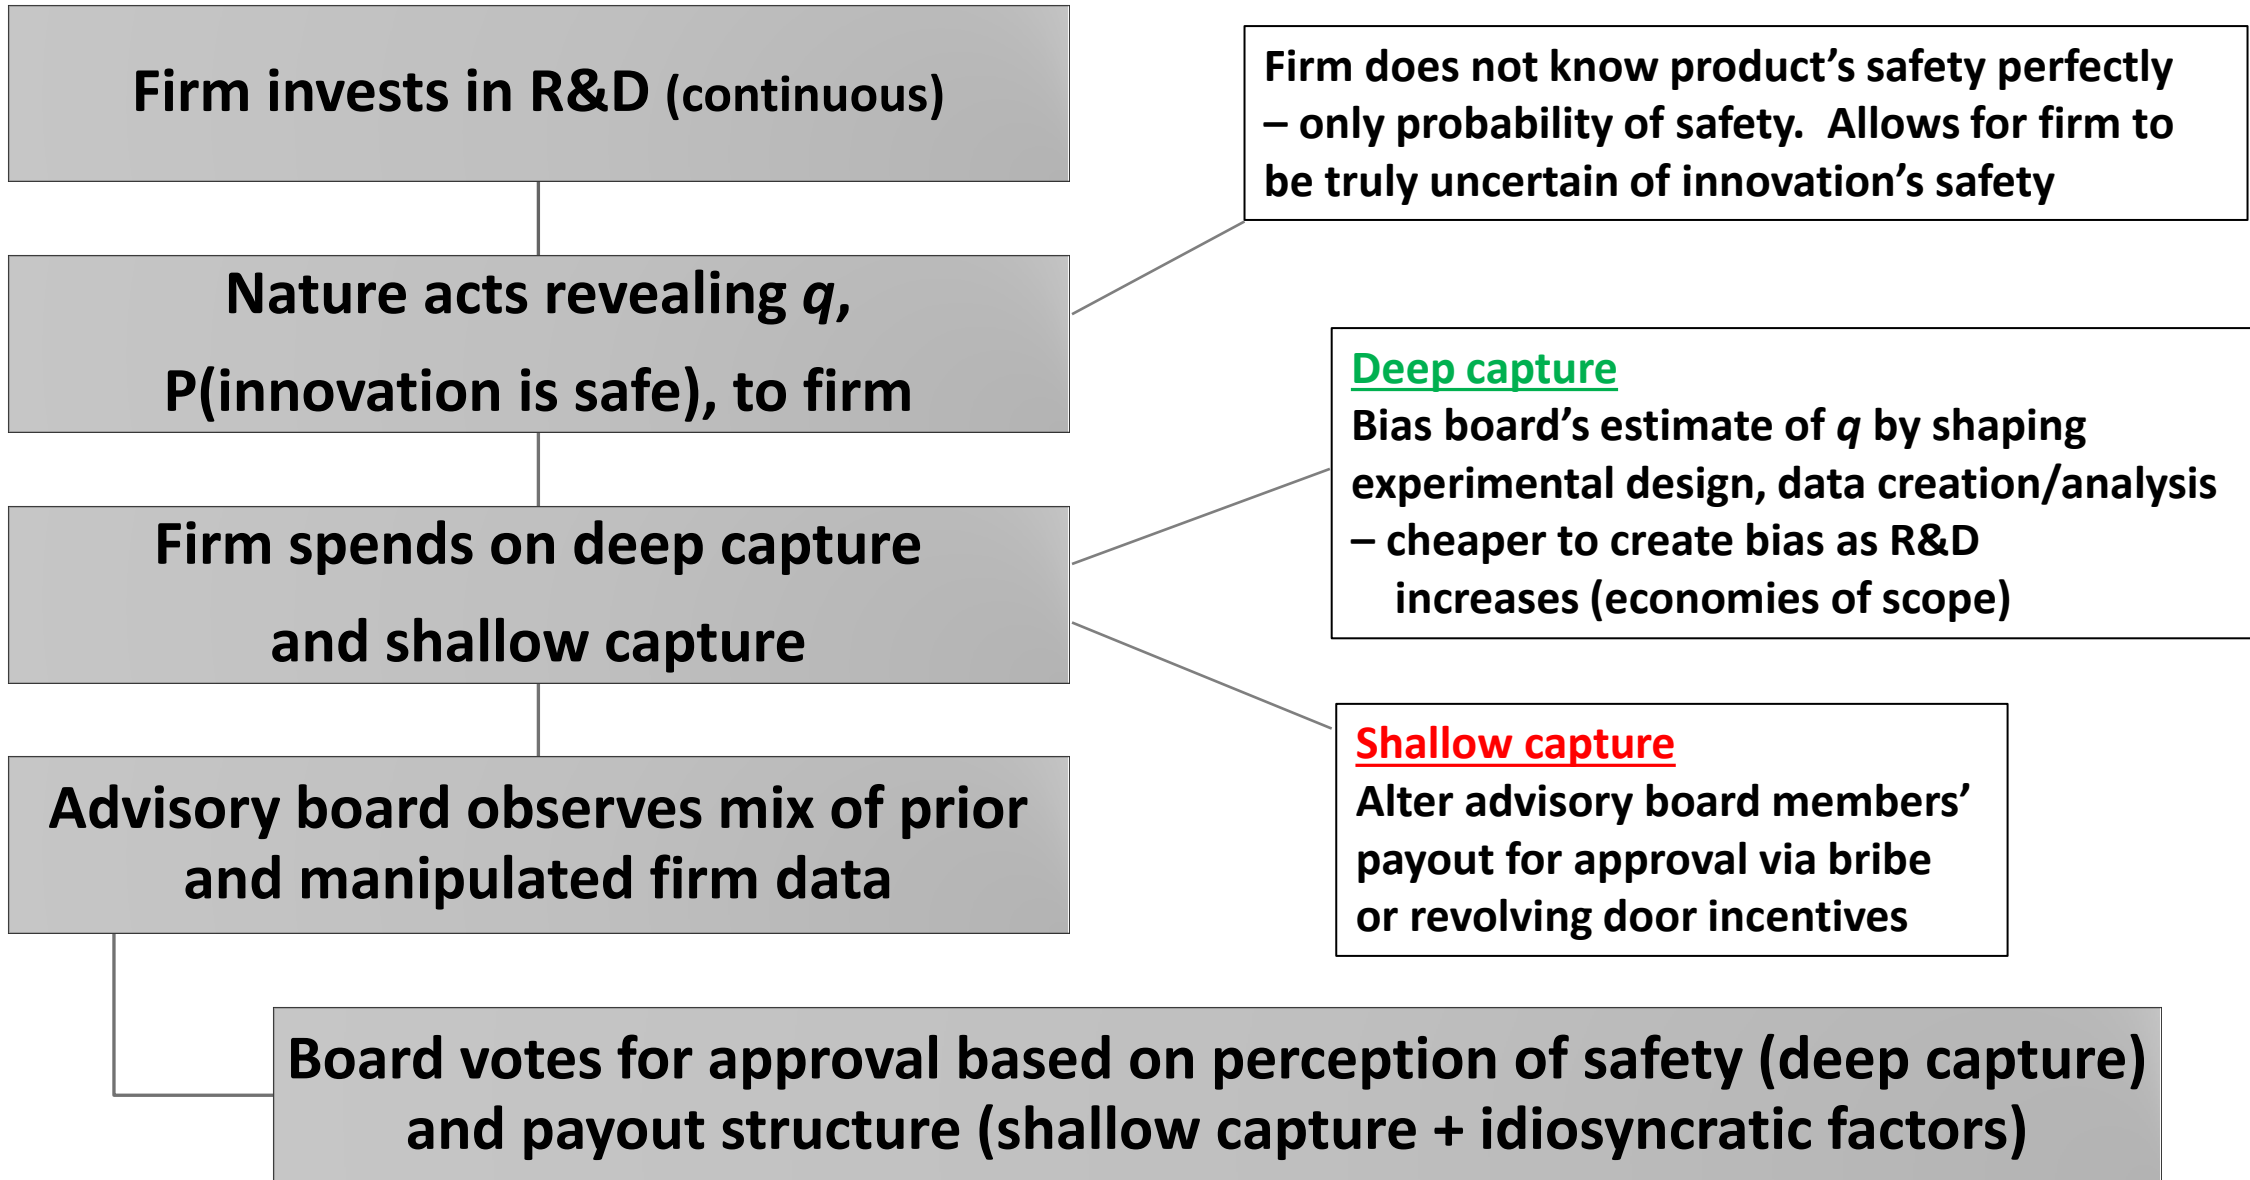 Firm invests in R&D (continuous)
Firm does not know product’s safety perfectly
– only probability of safety.  Allows for firm to
be truly uncertain of innovation’s safety
Nature acts revealing q,
P(innovation is safe), to firm
Deep capture
Bias board’s estimate of q by shaping
experimental design, data creation/analysis
– cheaper to create bias as R&D
increases (economies of scope)
Firm spends on deep capture
and shallow capture
Shallow capture
Alter advisory board members’
payout for approval via bribe
or revolving door incentives
Advisory board observes mix of prior
and manipulated firm data
Board votes for approval based on perception of safety (deep capture)
and payout structure (shallow capture + idiosyncratic factors)